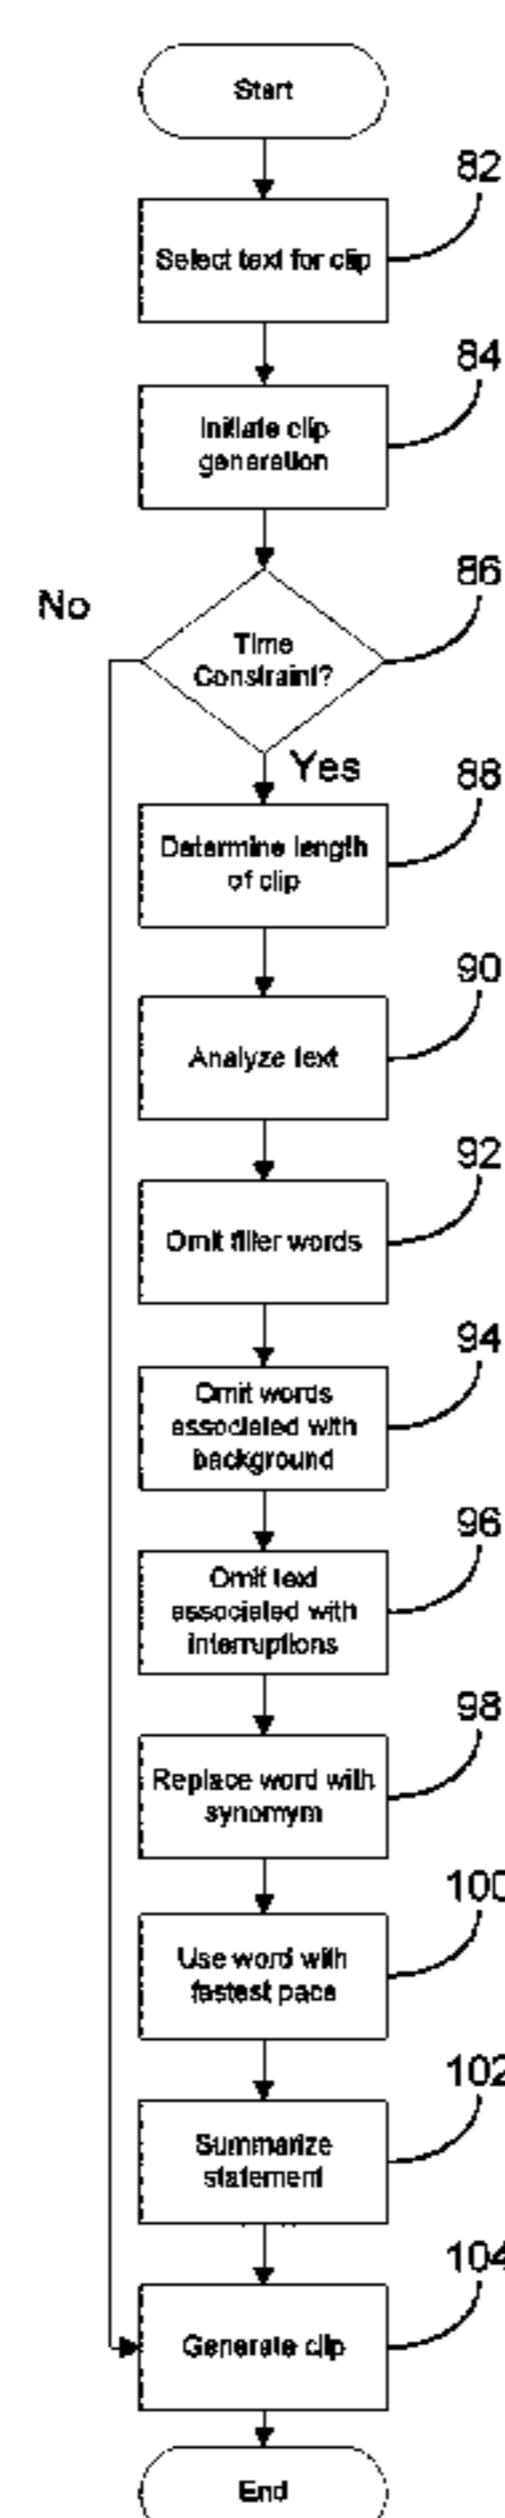 Start
82
Select text for clip
84
Initiate clip
generation
86
No
Time
Constraint?
Yes
88
Determine length
of clip
90
Analyze text
92
Omit filler words
94
Omit words
associated with
background
96
Omit text
associated with
interruptions
98
Replace word with
synomym
100
Use word with
fastest pace
102
Summarize
statement
104
Generate clip
End